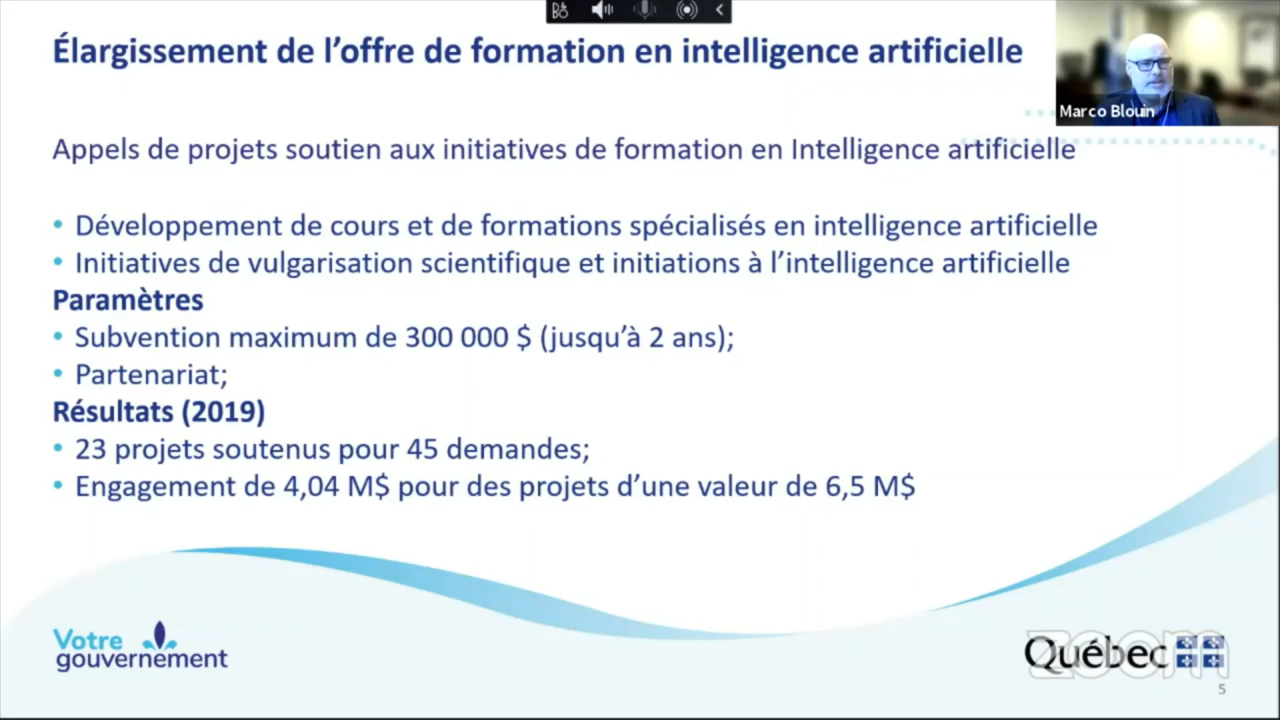 Élargissement de l’offre de formation en intelligence artificielle
Marco Blouin
Appels de projets soutien aux initiatives de formation en Intelligence artificielle
• Développement de cours et de formations spécialisés en intelligence artificielle
• Initiatives de vulgarisation scientifique et initiations à l’intelligence artificielle
Paramètres
• Subvention maximum de 300 000 $ (jusqu’à 2 ans);
• Partenariat;
Résultats (2019)
• 23 projets soutenus pour 45 demandes;
• Engagement de 4,04 M$ pour des projets d’une valeur de 6,5 M$
Votre
gouvernement
Québec
zoom
5